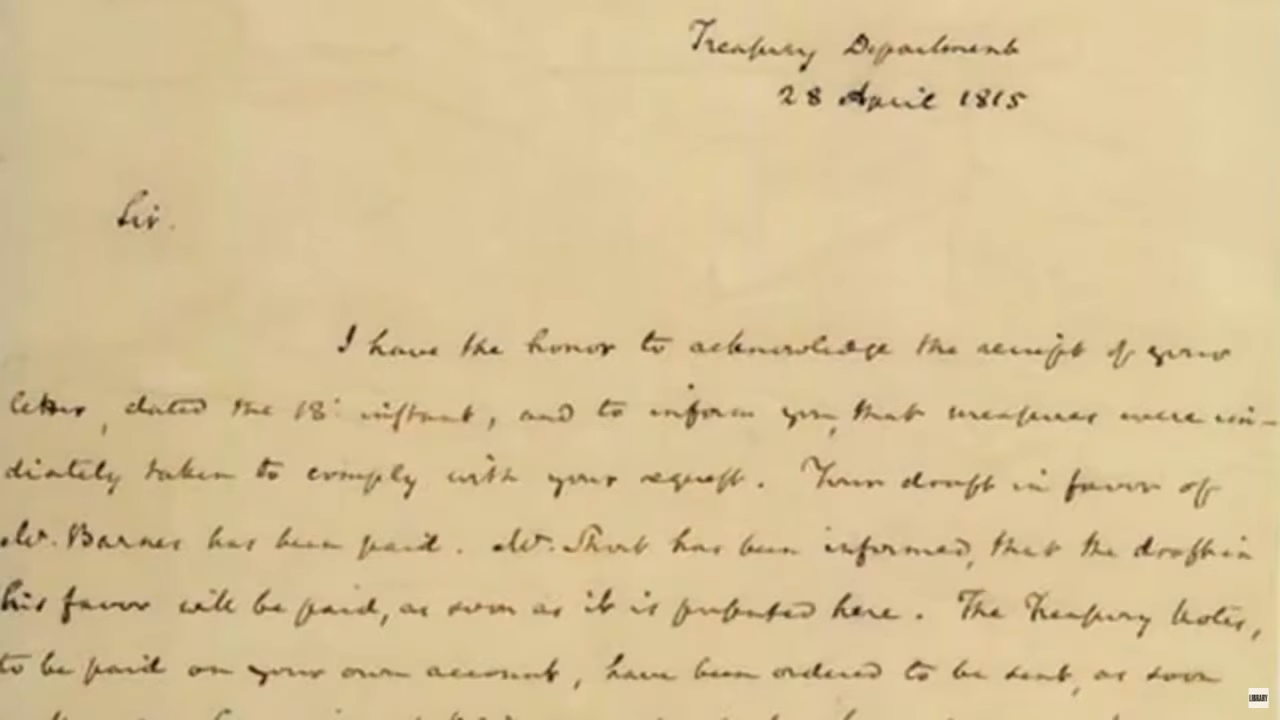 Treasury Department
28 April 1815
Sir.
I have the honor to acknowledge the receipt of your
letter, dated the 18th instant, and to inform you, that measures were im-
diately taken to comply with your request. Your draft in favor of
Mr. Barnes has been paid. Mr. Short has been informed, that the draft in
his favor will be paid, as soon as it is presented here. The Treasury Notes,
to be paid on your own account, have been ordered to be sent, as soon
LIBRARY